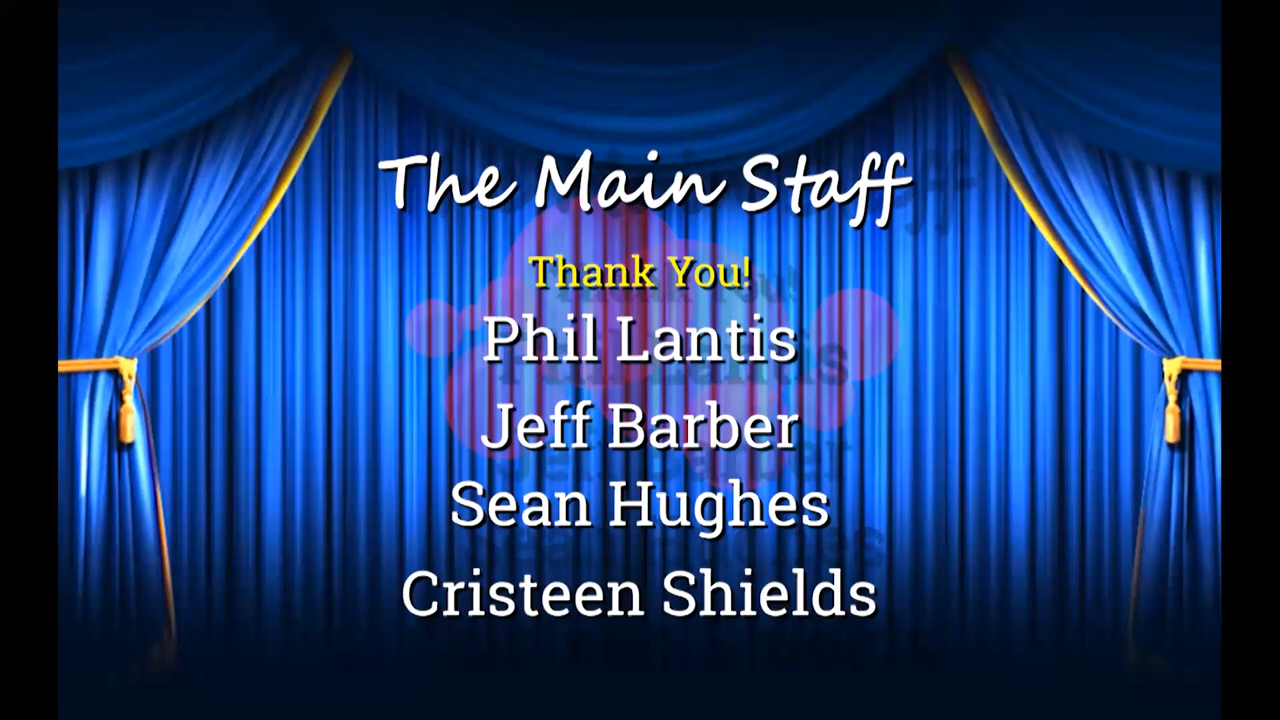 The Main Staff
Thank You!
Phil Lantis
Jeff Barber
Sean Hughes
Cristeen Shields